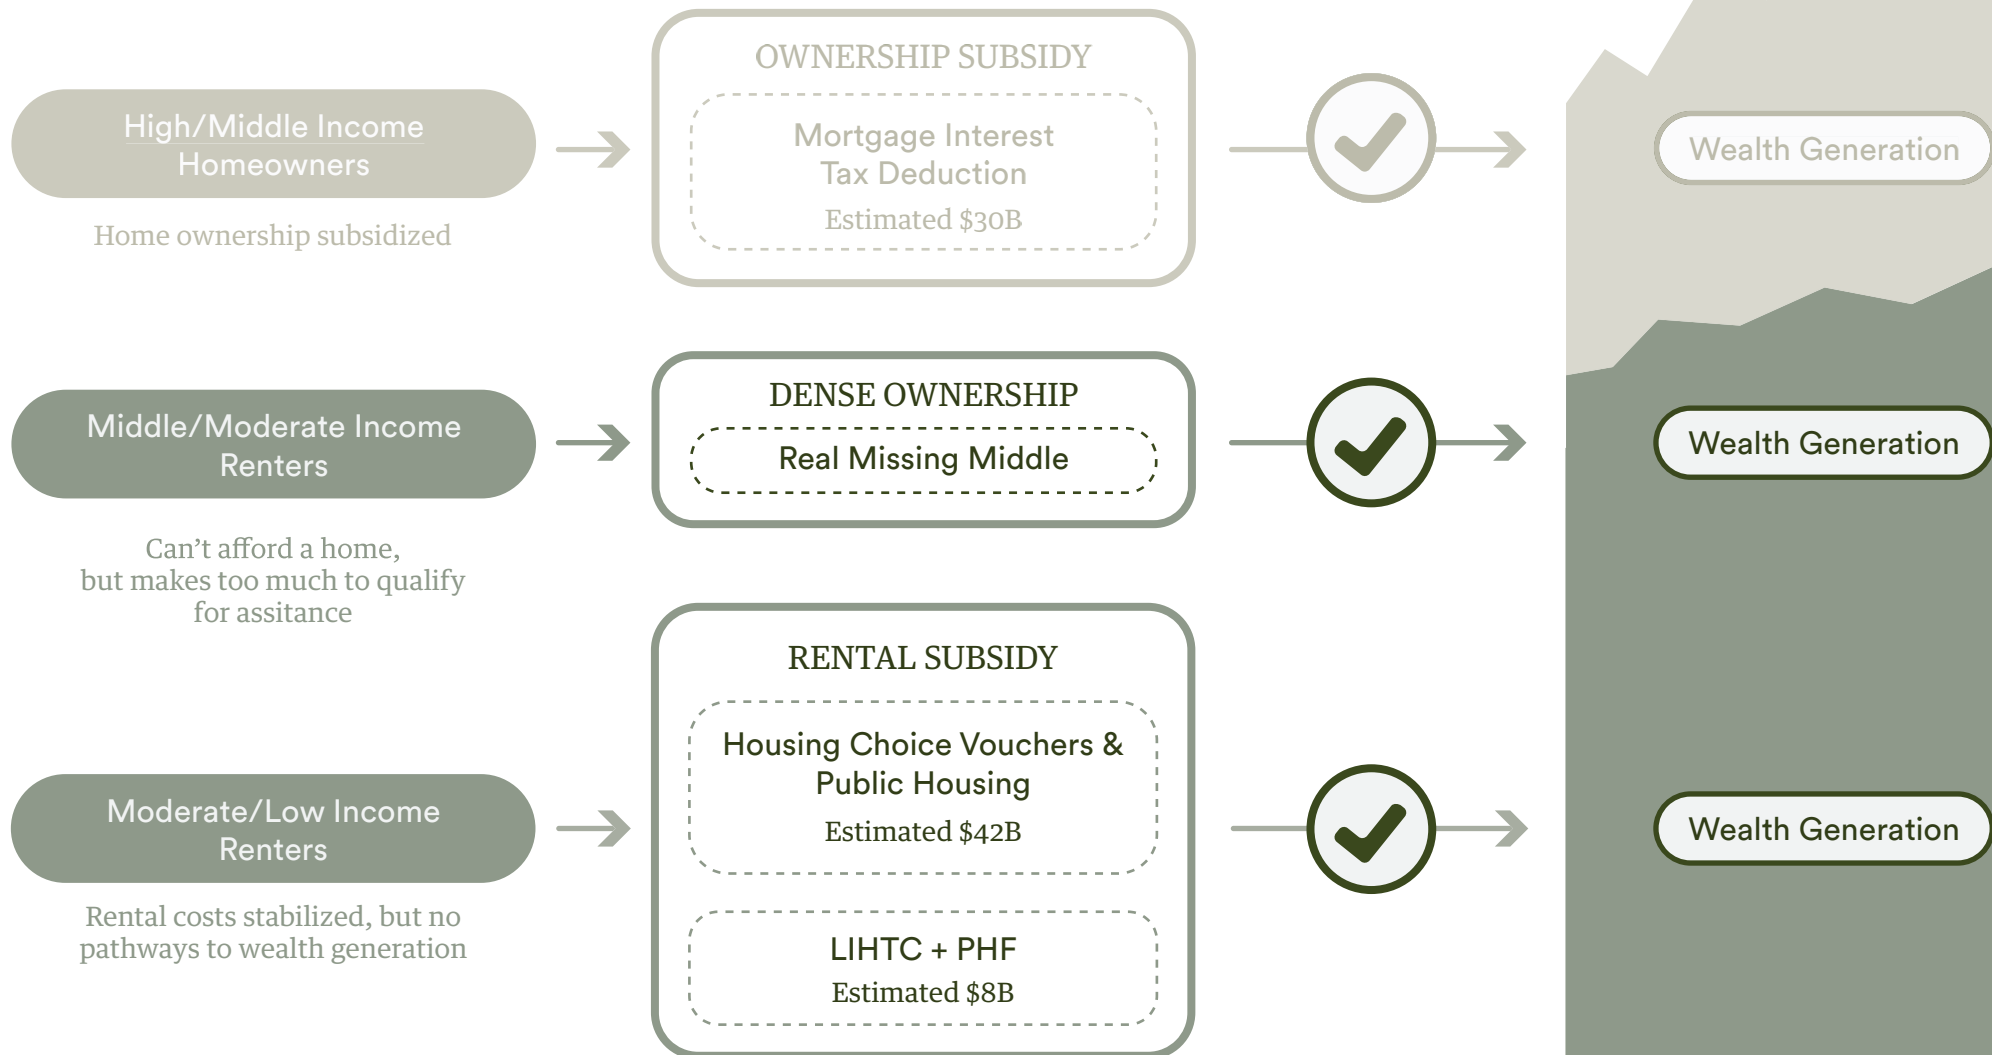 OWNERSHIP SUBSIDY
High/Middle Income
Homeowners
Home ownership subsidized
Mortgage Interest
Tax Deduction
Estimated $30B
Wealth Generation
Middle/Moderate Income
Renters
Can’t afford a home,
but makes too much to qualify
for assitance
DENSE OWNERSHIP
Real Missing Middle
Wealth Generation
Moderate/Low Income
Renters
Rental costs stabilized, but no
pathways to wealth generation
RENTAL SUBSIDY
Housing Choice Vouchers &
Public Housing
Estimated $42B
LIHTC + PHF
Estimated $8B
Wealth Generation